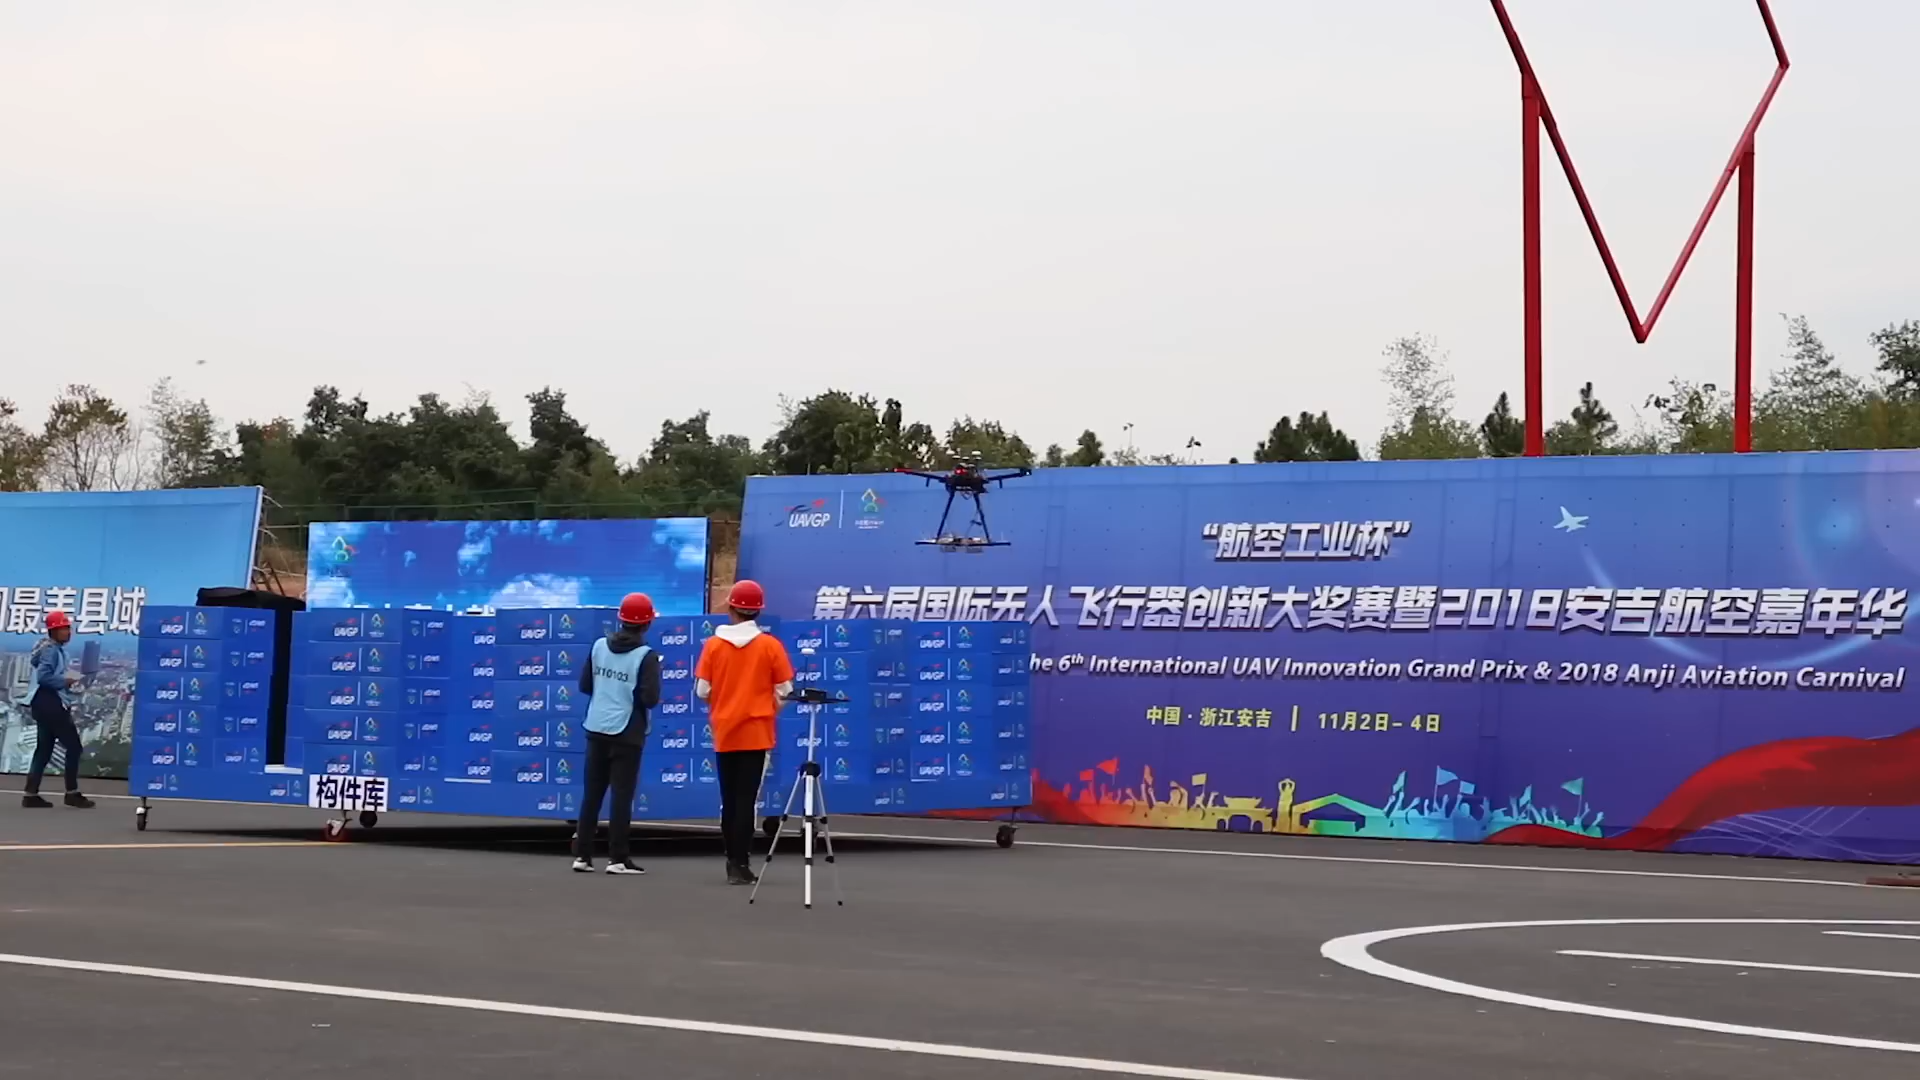 UAVGP
“航空工业杯”
第六届国际无人飞行器创新大奖赛暨2018安吉航空嘉年华
he 6th International UAV Innovation Grand Prix & 2018 Anji Aviation Carnival
中国·浙江安吉 | 11月2日-4日
最美县域
构件库
10103
UAVGP